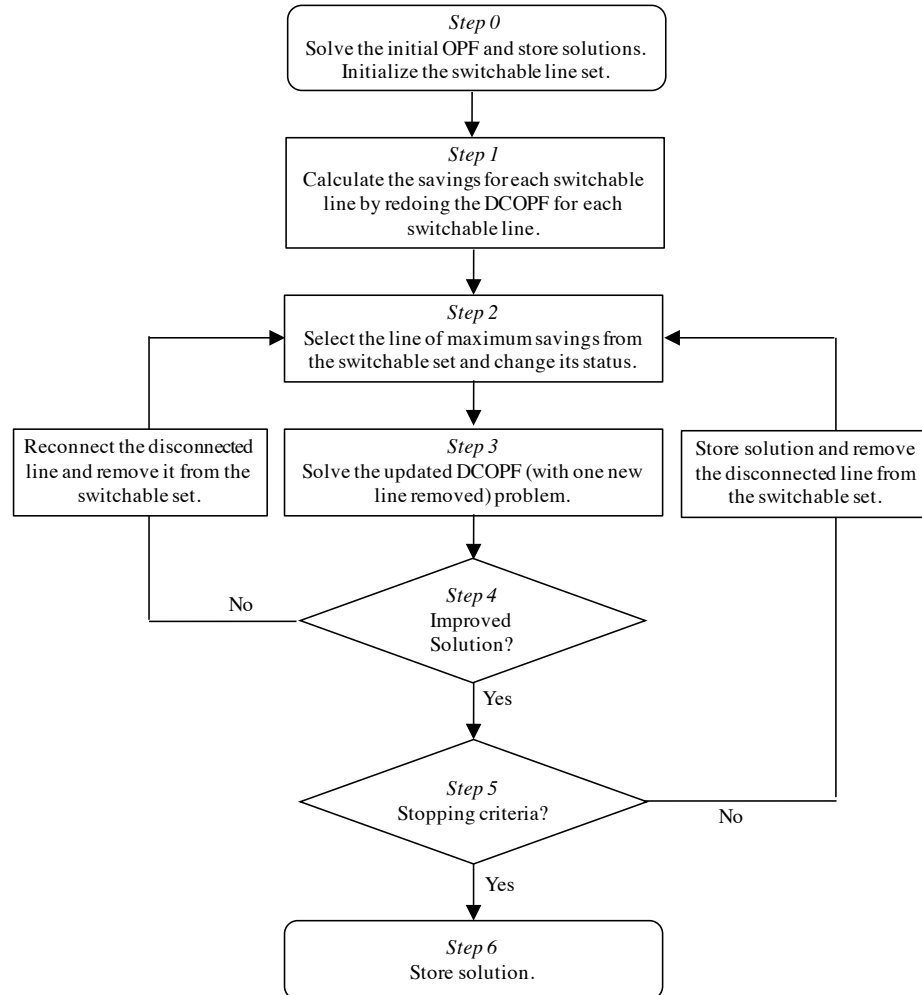 Step 0
Solve the initial OPF and store solutions.
Initialize the switchable line set.
Step 1
Calculate the savings for each switchable
line by redoing the DCOPF for each
switchable line.
Step 2
Select the line of maximum savings from
the switchable set and change its status.
Reconnect the disconnected
line and remove it from the
switchable set.
Step 3
Solve the updated DCOPF (with one new
line removed) problem.
Store solution and remove
the disconnected line from
the switchable set.
Step 4
Improved
Solution?
No
Yes
Step 5
Stopping criteria?
No
Yes
Step 6
Store solution.